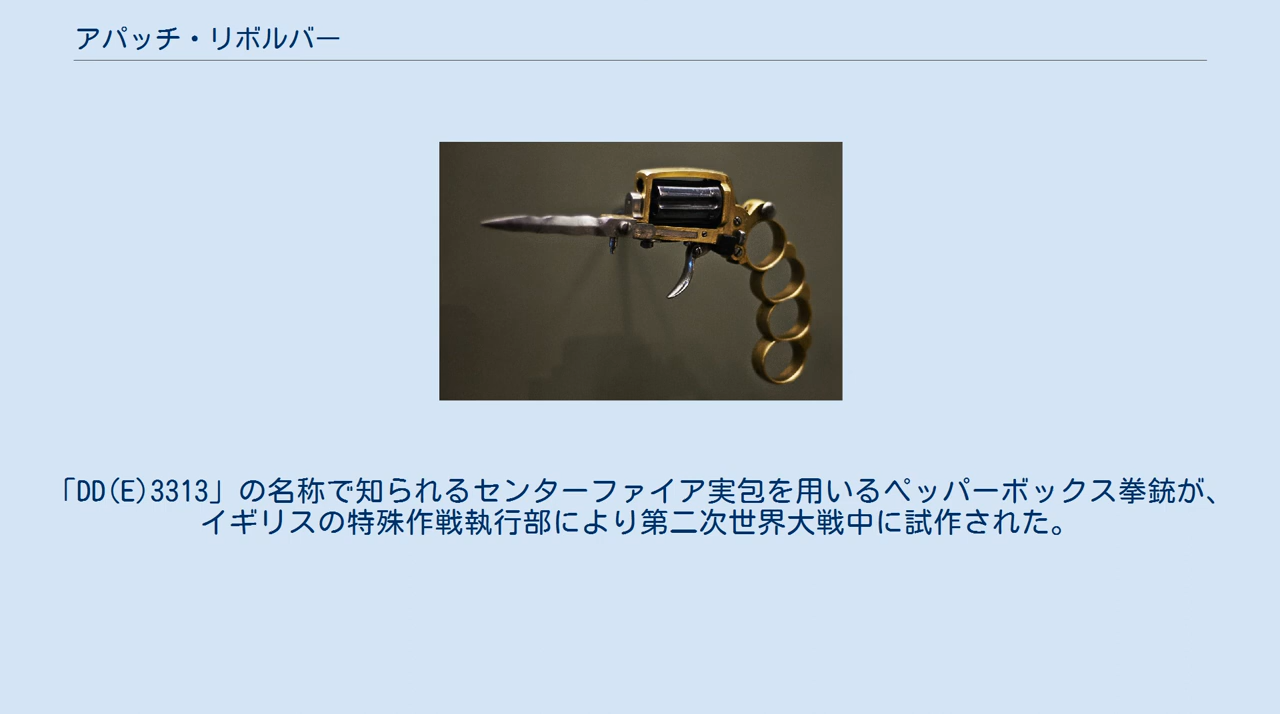 アパッチ・リボルバー
「DD(E)3313」の名称で知られるセンターファイア実包を用いるペッパーボックス拳銃が、
イギリスの特殊作戦執行部により第二次世界大戦中に試作された。